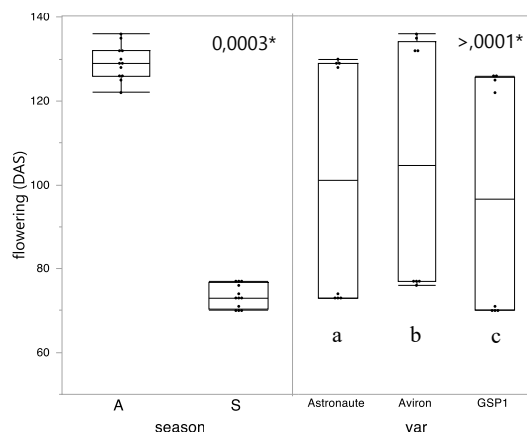 140
0,0003*
>,0001*
120
flowering (DAS)
100
80
a
b
c
60
A
S
Astronaute
Aviron
GSP1
season
var